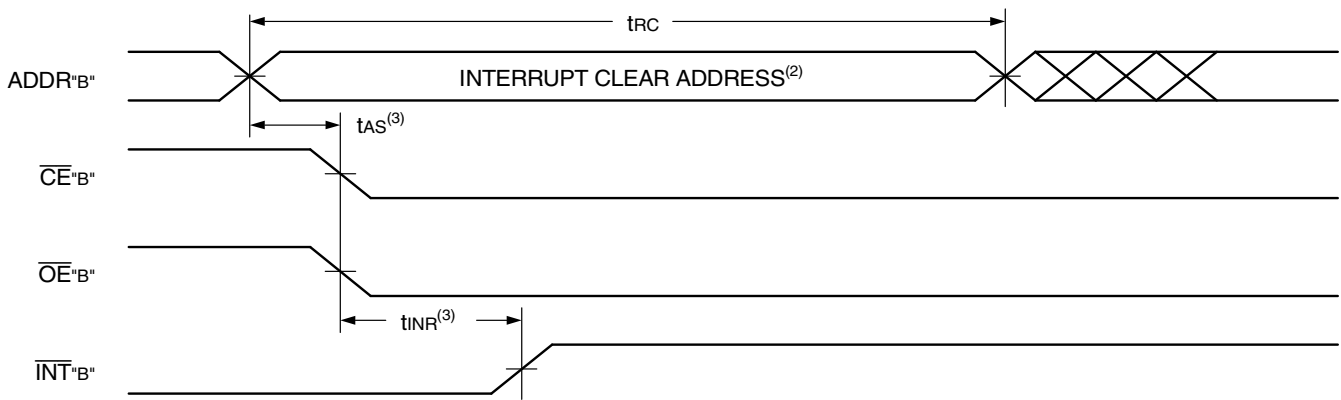 tRC
ADDR"B"
INTERRUPT CLEAR ADDRESS(2)
tAS(3)
CE"B"
OE"B"
tINR(3)
INT"B"